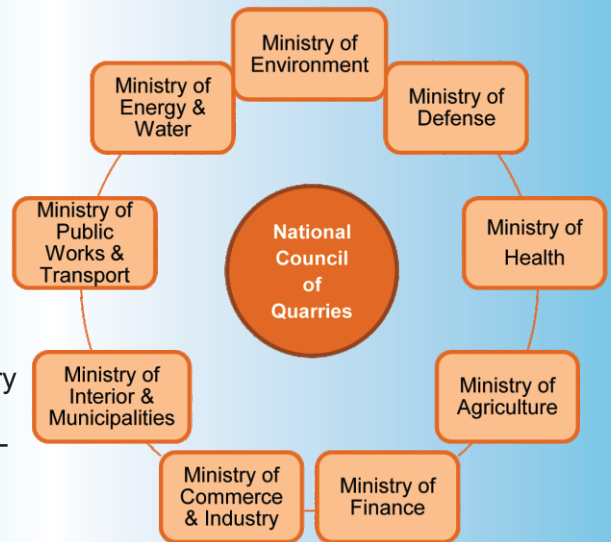 Ministry of
Environment
Ministry of
Defense
Ministry of
Health
Ministry of
Agriculture
Ministry of
Finance
Ministry of
Commerce
& Industry
Ministry of
Interior &
Municipalities
Ministry of
Public
Works &
Transport
Ministry of
Energy &
Water
National
Council
of
Quarries
ry
-